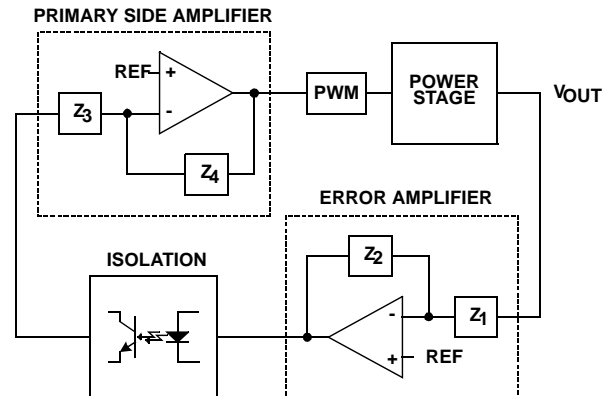 PRIMARY SIDE AMPLIFIER
REF
+
-
Z3
Z4
PWM
POWER
STAGE
VOUT
ERROR AMPLIFIER
Z2
-
Z1
+
REF
ISOLATION